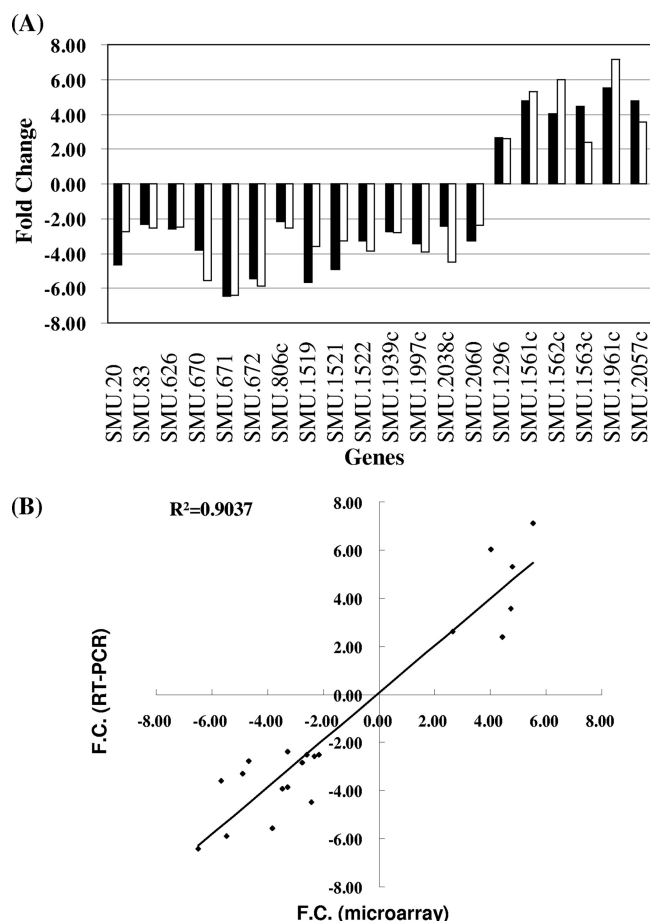 (A)
8.00
6.00
4.00
2.00
0.00
-2.00
-4.00
-6.00
-8.00
Fold Change
SMU.20
SMU.83
SMU.626
SMU.670
SMU.671
SMU.672
SMU.806c
SMU.1519
SMU.1521
SMU.1522
SMU.1939c
SMU.1997c
SMU.2038c
SMU.2060
SMU.1296
SMU.1561c
SMU.1562c
SMU.1563c
SMU.1961c
SMU.2057c
Genes
(B)
R²=0.9037
8.00
6.00
4.00
2.00
0.00
-8.00 -6.00 -4.00 -2.00 0.00 2.00 4.00 6.00 8.00
-2.00
-4.00
-6.00
-8.00
F.C. (RT-PCR)
F.C. (microarray)